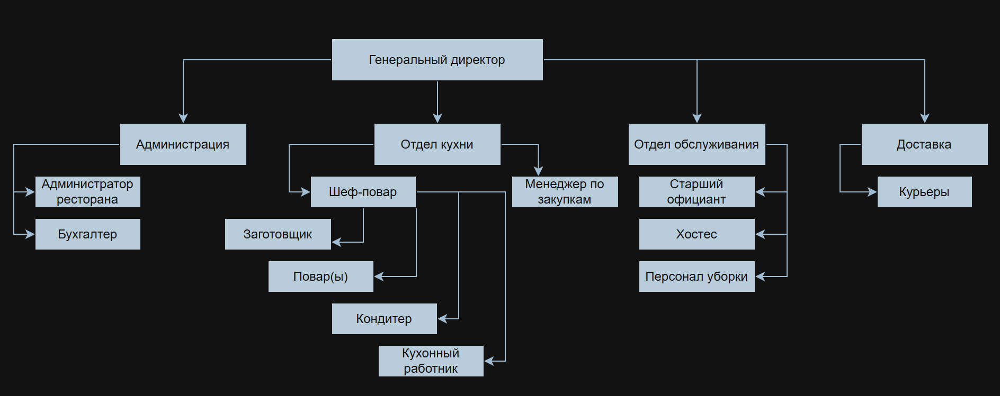 Генеральный директор
Администрация
Отдел кухни
Отдел обслуживания
Доставка
Администратор
ресторана
Шеф-повар
Менеджер по
закупкам
Старший
официант
Курьеры
Бухгалтер
Заготовщик
Хостес
Повар(ы)
Персонал уборки
Кондитер
Кухонный
работник